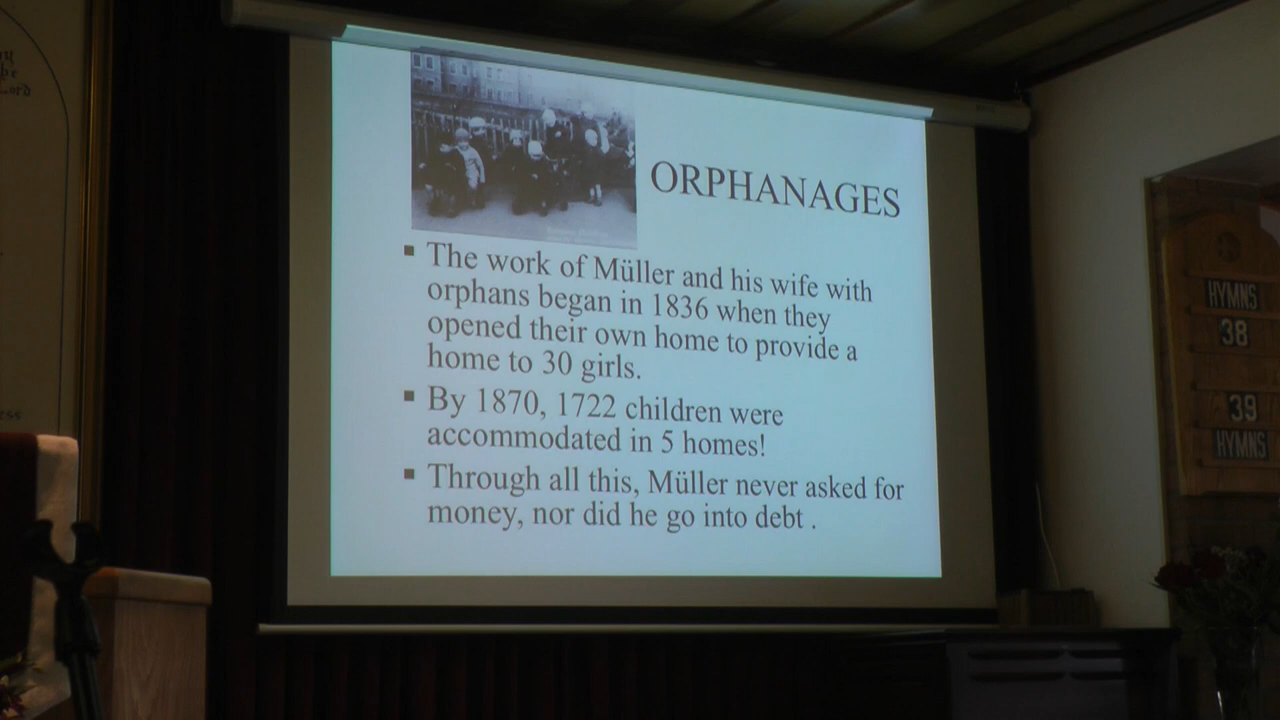 ORPHANAGES
▪ The work of Müller and his wife with
orphans began in 1836 when they
opened their own home to provide a
home to 30 girls.
▪ By 1870, 1722 children were
accommodated in 5 homes!
▪ Through all this, Müller never asked for
money, nor did he go into debt .
HYMNS
38
39
HYMNS
Lord